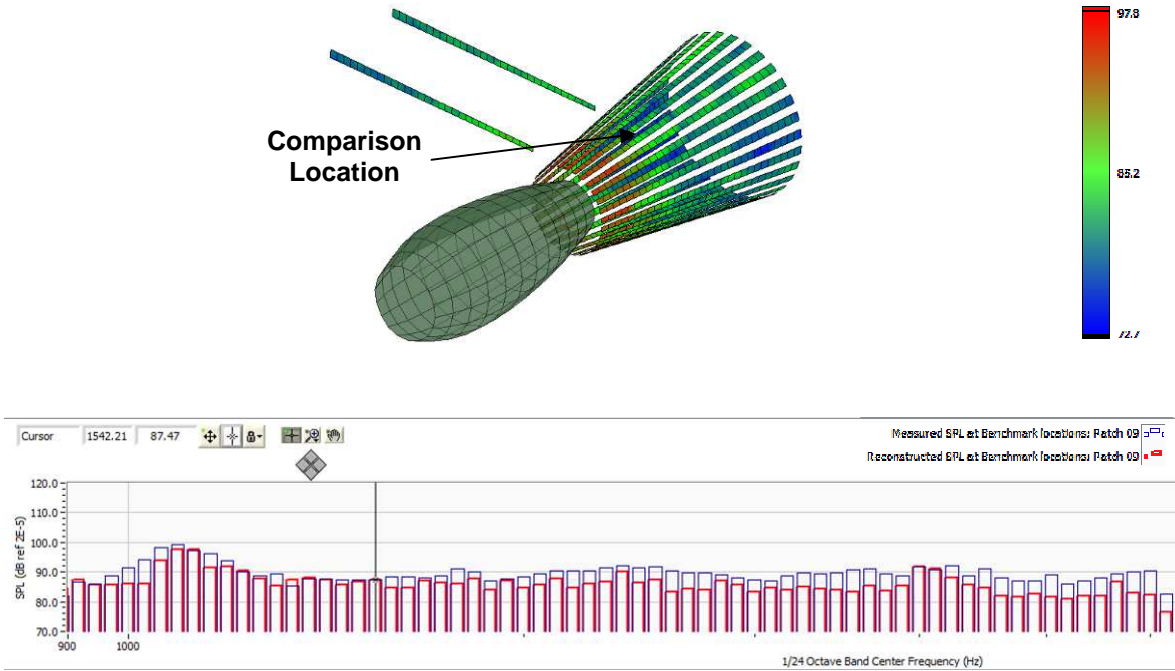 97.8
Comparison
Location
85.2
72.7
Cursor 1542.21 87.47
Measured SPL at Benchmark locations: Patch 09
Reconstructed SPL at Benchmark locations: Patch 09
120.0
110.0
100.0
90.0
80.0
70.0
SPL (dB ref 2E-5)
900 1000
1/24 Octave Band Center Frequency (Hz)